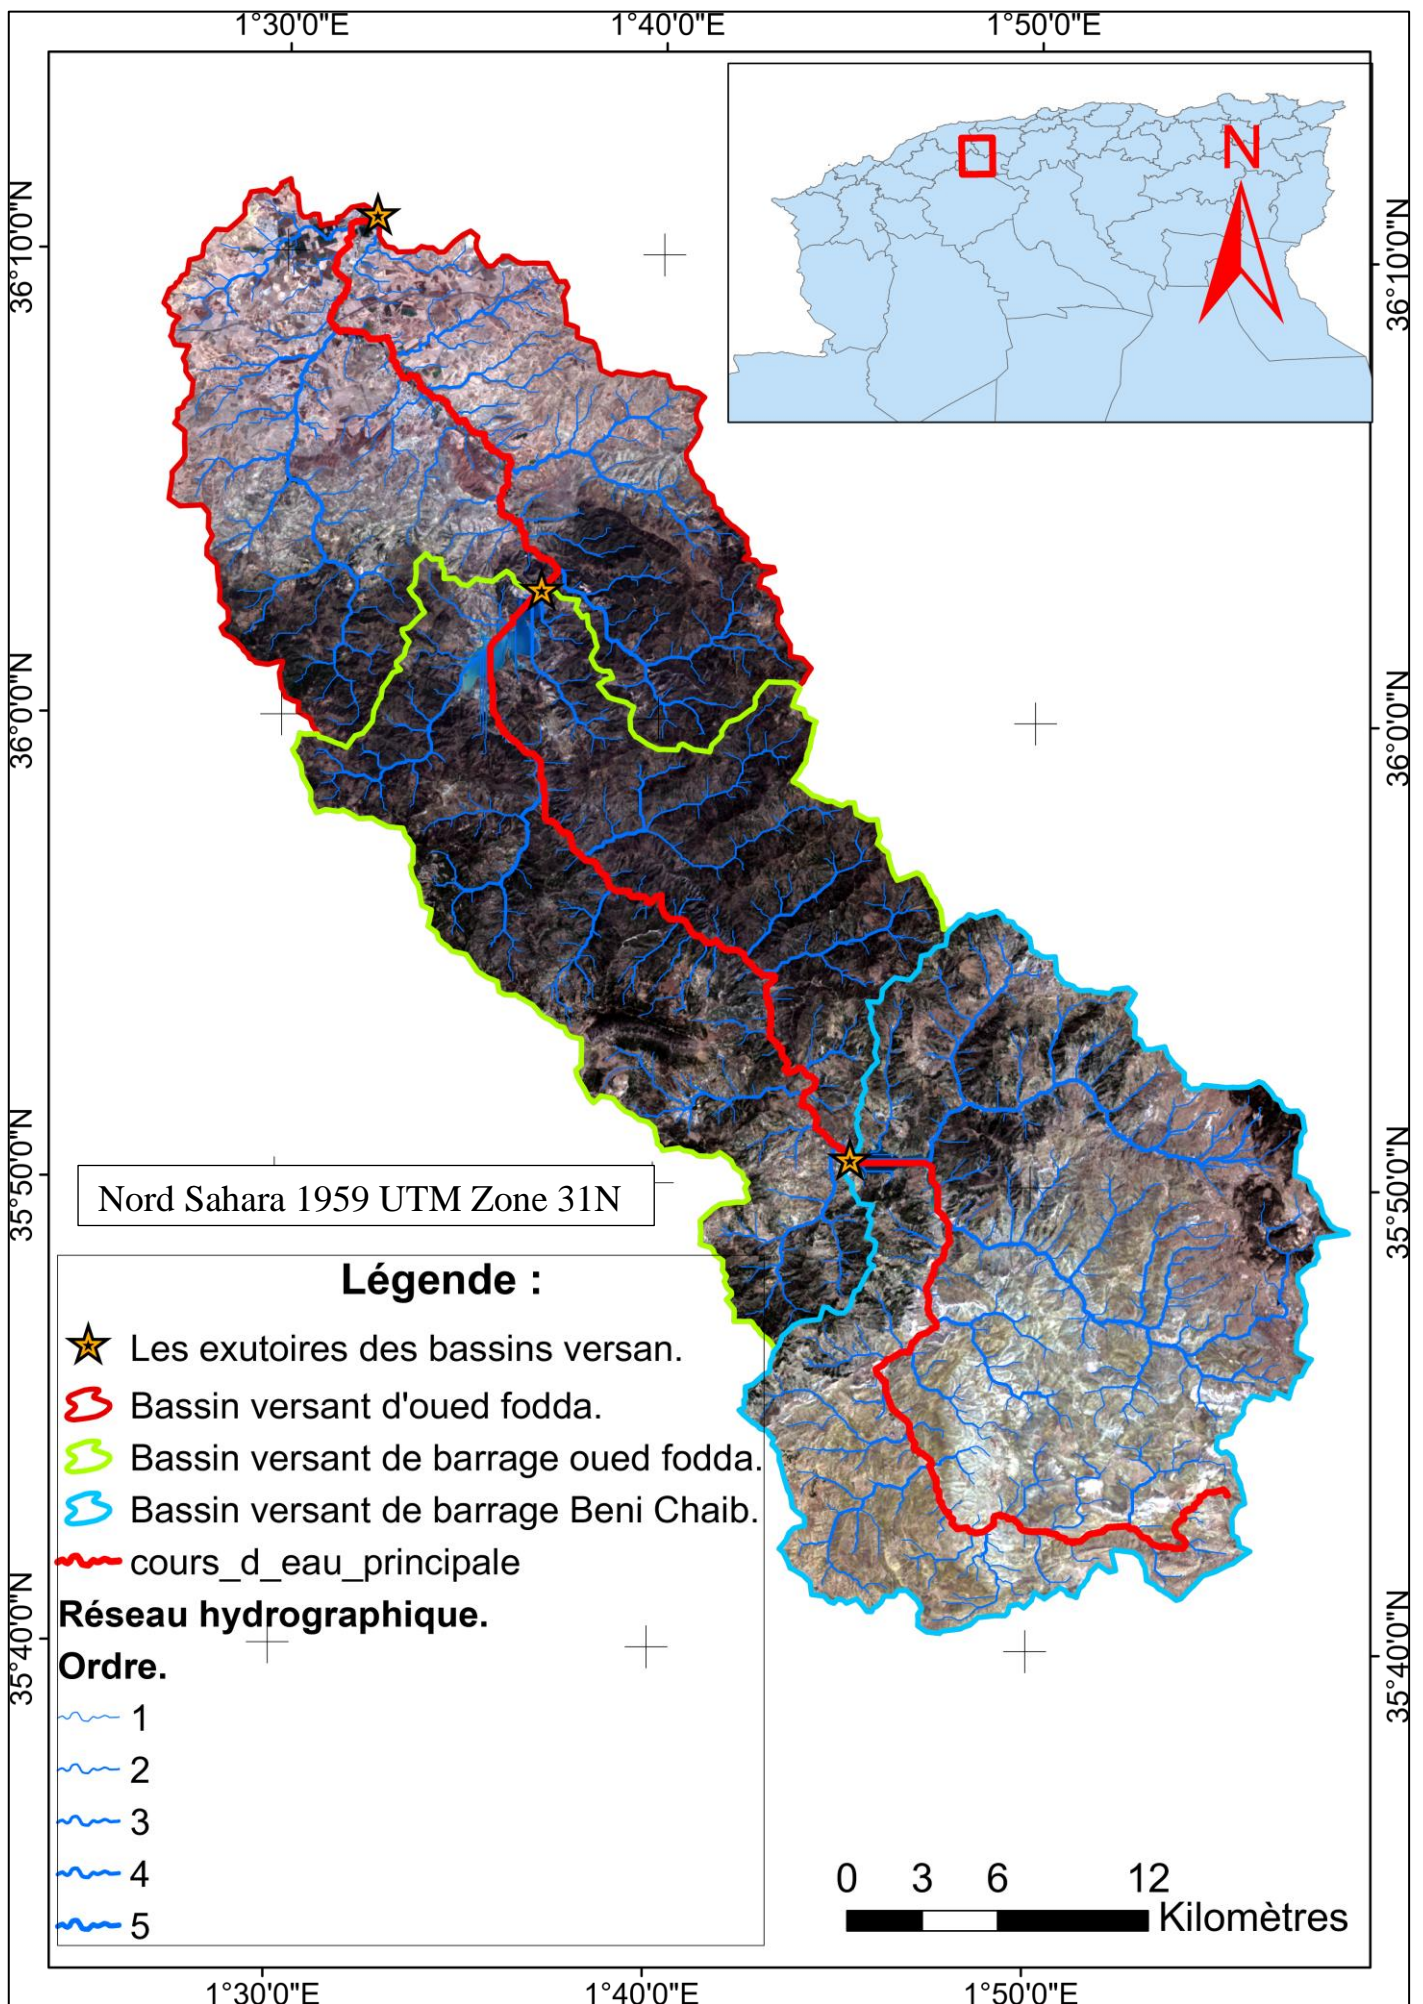 1°30'0"E 1°40'0"E 1°50'0"E
N
36°10'0"N
36°10'0"N
36°0'0"N
36°0'0"N
35°50'0"N
35°50'0"N
Nord Sahara 1959 UTM Zone 31N
Légende :
Les exutoires des bassins versan.
Bassin versant d'oued fodda.
Bassin versant de barrage oued fodda.
Bassin versant de barrage Beni Chaib.
cours_d_eau_principale
Réseau hydrographique.
Ordre.
1
2
3
4
5
35°40'0"N
35°40'0"N
0 3 6 12
Kilomètres
1°30'0"E 1°40'0"E 1°50'0"E